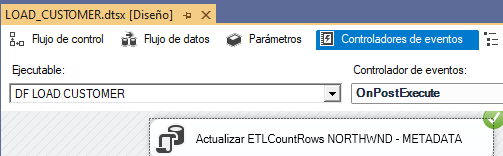 LOAD_CUSTOMER.dtsx [Diseño]
Flujo de control Flujo de datos Parámetros Controladores de eventos
Ejecutable: Controlador de eventos:
DF LOAD CUSTOMER OnPostExecute
Actualizar ETLCountRows NORTHWND - METADATA